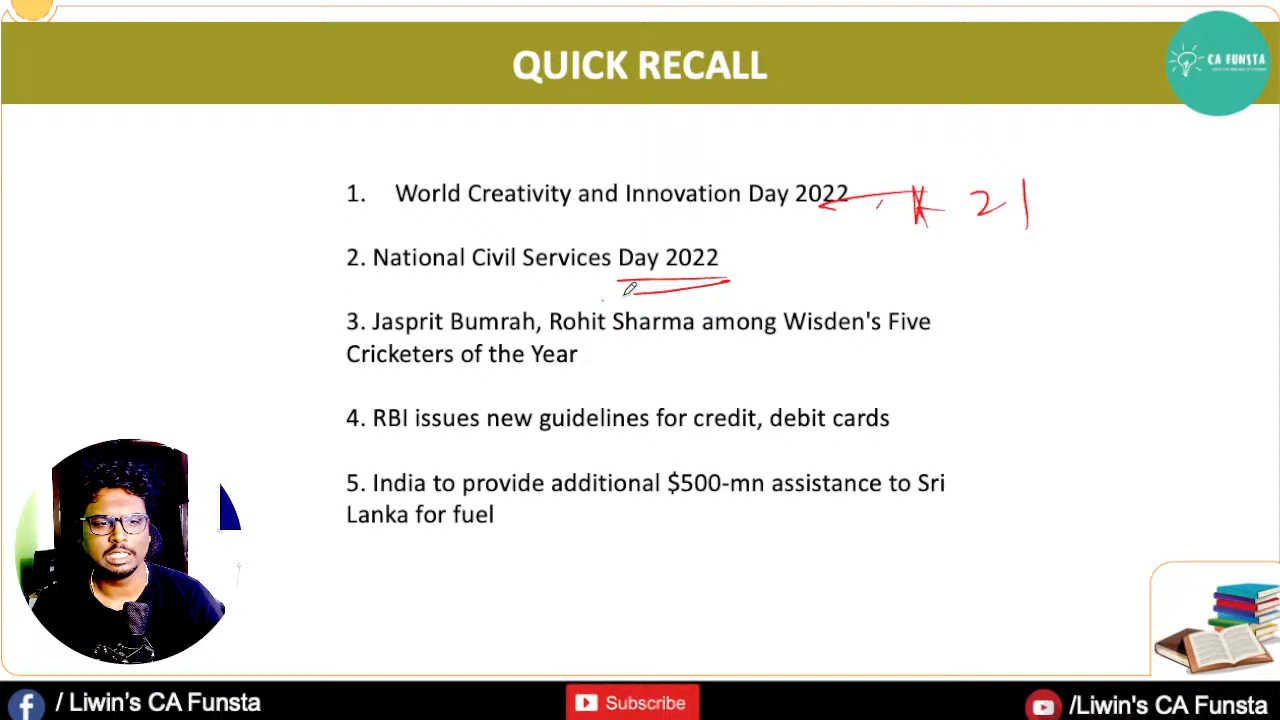 QUICK RECALL
CA FUNSTA
1. World Creativity and Innovation Day 2022
21
2. National Civil Services Day 2022
3. Jasprit Bumrah, Rohit Sharma among Wisden's Five
Cricketers of the Year
4. RBI issues new guidelines for credit, debit cards
5. India to provide additional $500-mn assistance to Sri
Lanka for fuel
/ Liwin's CA Funsta
Subscribe
/Liwin's CA Funsta